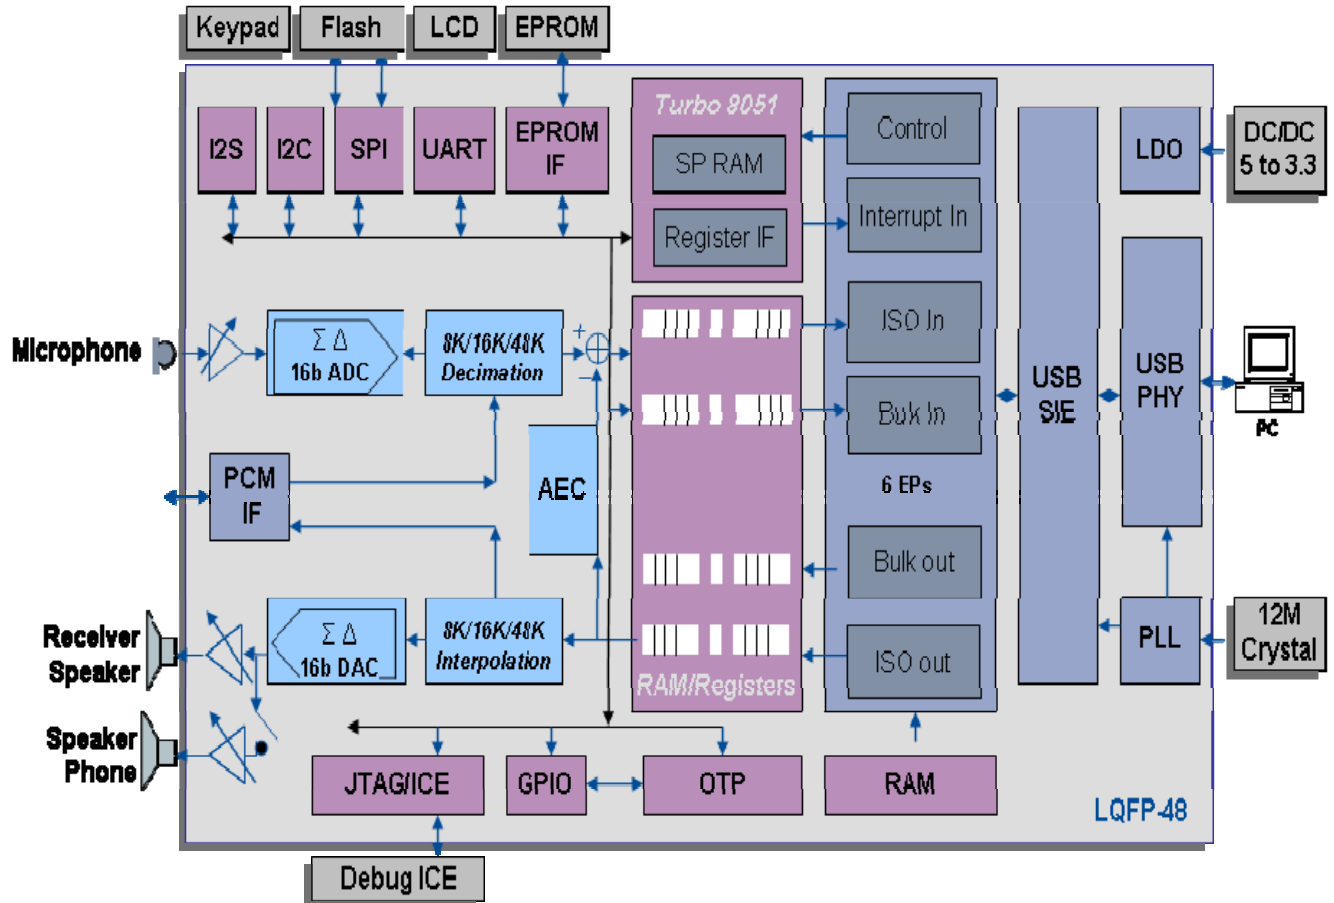 Keypad
Flash
LCD
EPROM
I2S
I2C
SPI
UART
EPROM
IF
Turbo 8051
SP RAM
Register IF
Control
Interrupt In
ISO In
Buk In
6 EPs
Bulk out
ISO out
USB
SIE
LDO
DC/DC
5 to 3.3
USB
PHY
PC
PLL
12M
Crystal
Microphone
Σ Δ
16b ADC
8K/16K/48K
Decimation
+
−
PCM
IF
AEC
Receiver
Speaker
Σ Δ
16b DAC
8K/16K/48K
Interpolation
RAM/Registers
Speaker
Phone
JTAG/ICE
GPIO
OTP
RAM
LQFP-48
Debug ICE